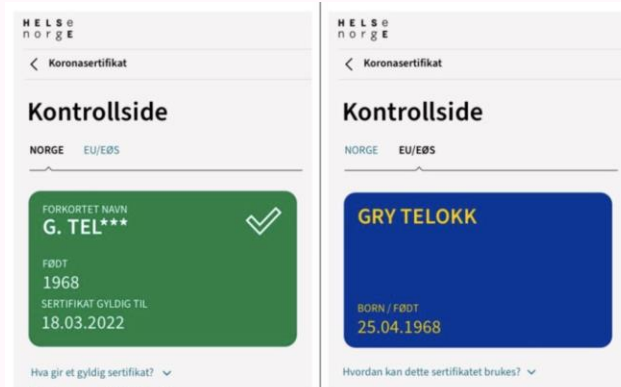 HELSe
norgE
Koronasertifikat
Kontrollside
NORGE EU/EØS
FORKORTET NAVN
G. TEL***
FØDT
1968
SERTIFIKAT GYLDIG TIL
18.03.2022
Hva gir et gyldig sertifikat?
HELSe
norgE
Koronasertifikat
Kontrollside
NORGE EU/EØS
GRY TELOKK
BORN / FØDT
25.04.1968
Hvordan kan dette sertifikatet brukes?